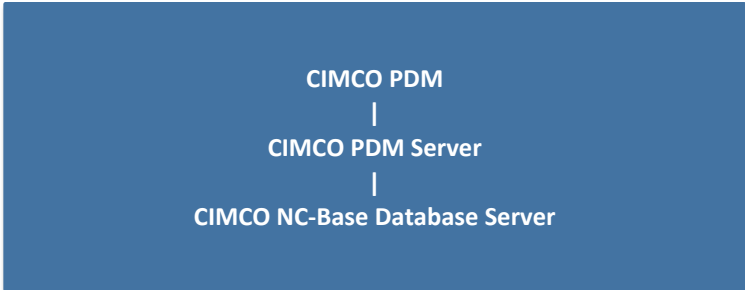 CIMCO PDM
|
CIMCO PDM Server
|
CIMCO NC-Base Database Server